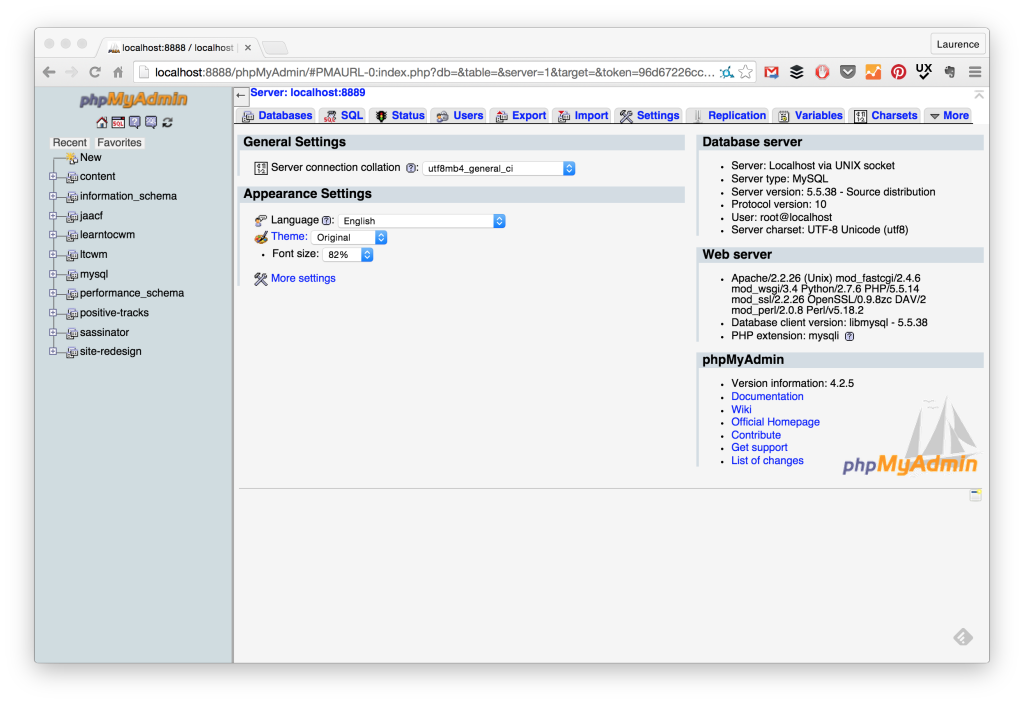 localhost:8888 / localhost
Laurence
localhost:8888/phpMyAdmin/#PMAURL-0:index.php?db=&table=&server=1&target=&token=96d67226cc...
UX
phpMyAdmin
SQL
Recent Favorites
New
content
information_schema
jaacf
learntocwm
ltcwm
mysql
performance_schema
positive-tracks
sassinator
site-redesign
Server: localhost:8889
Databases SQL Status Users Export Import Settings Replication Variables Charsets More
General Settings
Server connection collation utf8mb4_general_ci
Appearance Settings
Language : English
Theme: Original
Font size: 82%
More settings
Database server
Server: Localhost via UNIX socket
Server type: MySQL
Server version: 5.5.38 - Source distribution
Protocol version: 10
User: root@localhost
Server charset: UTF-8 Unicode (utf8)
Web server
Apache/2.2.26 (Unix) mod_fastcgi/2.4.6
mod_wsgi/3.4 Python/2.7.6 PHP/5.5.14
mod_ssl/2.2.26 OpenSSL/0.9.8zc DAV/2
mod_perl/2.0.8 Perl/v5.18.2
Database client version: libmysql - 5.5.38
PHP extension: mysqli
phpMyAdmin
Version information: 4.2.5
Documentation
Wiki
Official Homepage
Contribute
Get support
List of changes
phpMyAdmin